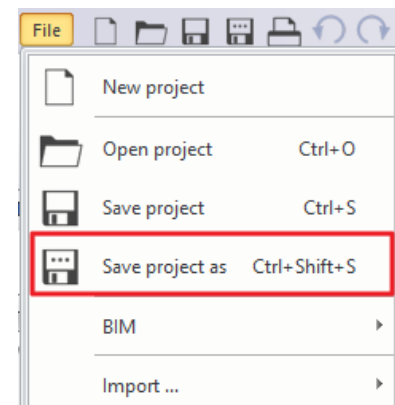 File
New project
Open project Ctrl+O
Save project Ctrl+S
Save project as Ctrl+Shift+S
BIM
Import ...